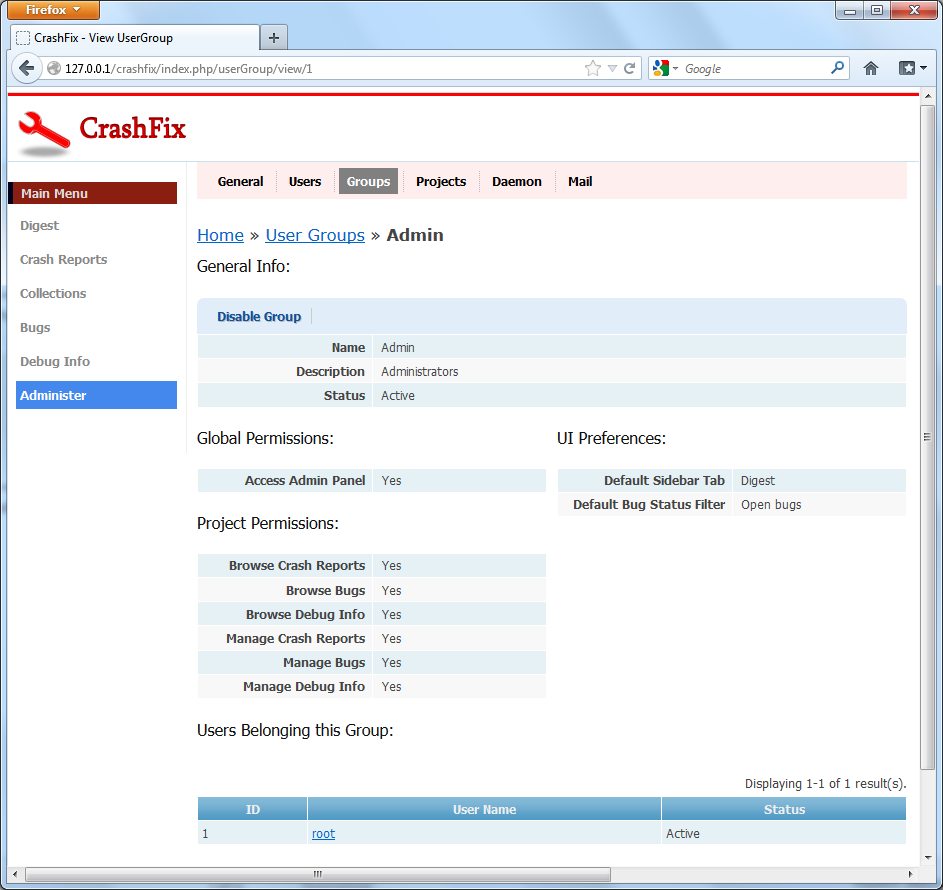 Firefox
CrashFix - View UserGroup
127.0.0.1/crashfix/index.php/userGroup/view/1
Google
CrashFix
General Users Groups Projects Daemon Mail
Main Menu
Digest
Crash Reports
Collections
Bugs
Debug Info
Administer
Home » User Groups » Admin
General Info:
Disable Group
Name Admin
Description Administrators
Status Active
Global Permissions:
Access Admin Panel Yes
Project Permissions:
Browse Crash Reports Yes
Browse Bugs Yes
Browse Debug Info Yes
Manage Crash Reports Yes
Manage Bugs Yes
Manage Debug Info Yes
UI Preferences:
Default Sidebar Tab Digest
Default Bug Status Filter Open bugs
Users Belonging this Group:
Displaying 1-1 of 1 result(s).
ID User Name Status
1 root Active